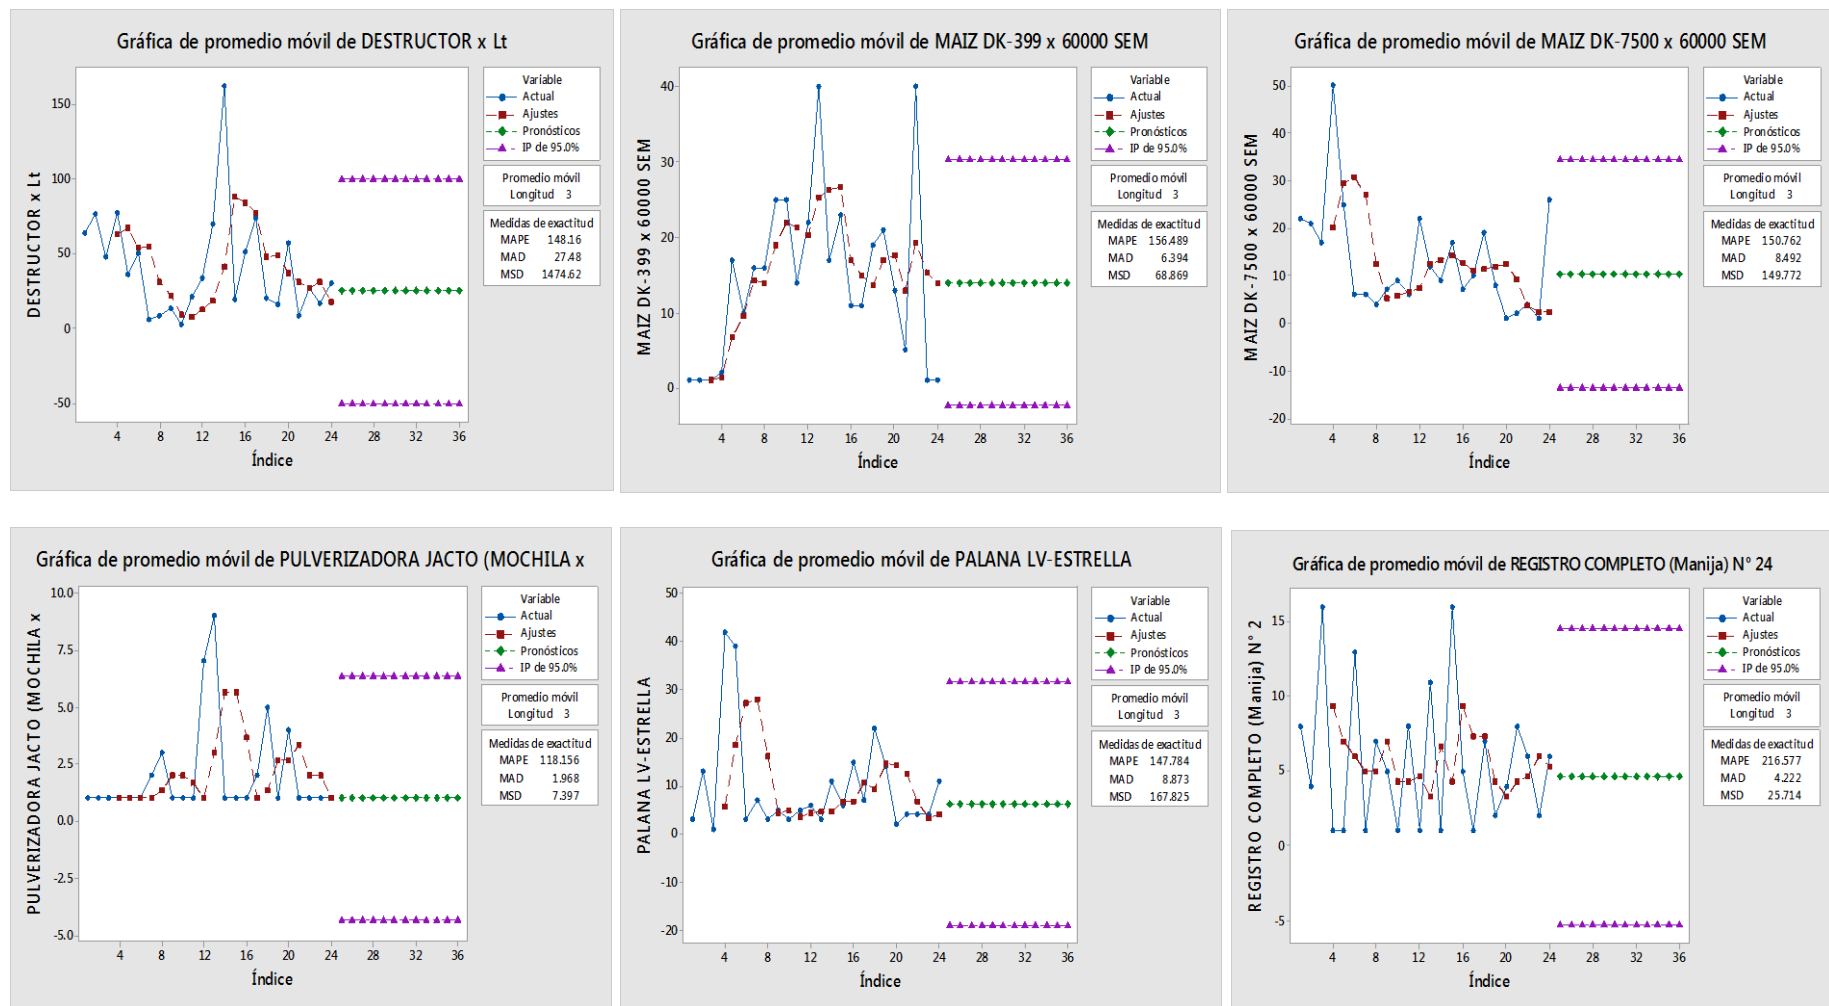 Gráfica de promedio móvil de DESTRUCTOR x Lt
DESTRUCTOR x Lt
150
100
50
0
-50
4 8 12 16 20 24 28 32 36
Índice
Variable
Actual
Ajustes
Pronósticos
IP de 95.0%
Promedio móvil
Longitud 3
Medidas de exactitud
MAPE 148.16
MAD 27.48
MSD 1474.62
Gráfica de promedio móvil de MAIZ DK-399 x 60000 SEM
MAIZ DK-399 x 60000 SEM
40
30
20
10
0
4 8 12 16 20 24 28 32 36
Índice
Variable
Actual
Ajustes
Pronósticos
IP de 95.0%
Promedio móvil
Longitud 3
Medidas de exactitud
MAPE 156.489
MAD 6.394
MSD 68.869
Gráfica de promedio móvil de MAIZ DK-7500 x 60000 SEM
MAIZ DK-7500 x 60000 SEM
50
40
30
20
10
0
-10
-20
4 8 12 16 20 24 28 32 36
Índice
Variable
Actual
Ajustes
Pronósticos
IP de 95.0%
Promedio móvil
Longitud 3
Medidas de exactitud
MAPE 150.762
MAD 8.492
MSD 149.772
Gráfica de promedio móvil de PULVERIZADORA JACTO (MOCHILA x
PULVERIZADORA JACTO (MOCHILA x
10.0
7.5
5.0
2.5
0.0
-2.5
-5.0
4 8 12 16 20 24 28 32 36
Índice
Variable
Actual
Ajustes
Pronósticos
IP de 95.0%
Promedio móvil
Longitud 3
Medidas de exactitud
MAPE 118.156
MAD 1.968
MSD 7.397
Gráfica de promedio móvil de PALANA LV-ESTRELLA
PALANA LV-ESTRELLA
50
40
30
20
10
0
-10
-20
4 8 12 16 20 24 28 32 36
Índice
Variable
Actual
Ajustes
Pronósticos
IP de 95.0%
Promedio móvil
Longitud 3
Medidas de exactitud
MAPE 147.784
MAD 8.873
MSD 167.825
Gráfica de promedio móvil de REGISTRO COMPLETO (Manija) N° 24
REGISTRO COMPLETO (Manija) N° 2
15
10
5
0
-5
4 8 12 16 20 24 28 32 36
Índice
Variable
Actual
Ajustes
Pronósticos
IP de 95.0%
Promedio móvil
Longitud 3
Medidas de exactitud
MAPE 216.577
MAD 4.222
MSD 25.714